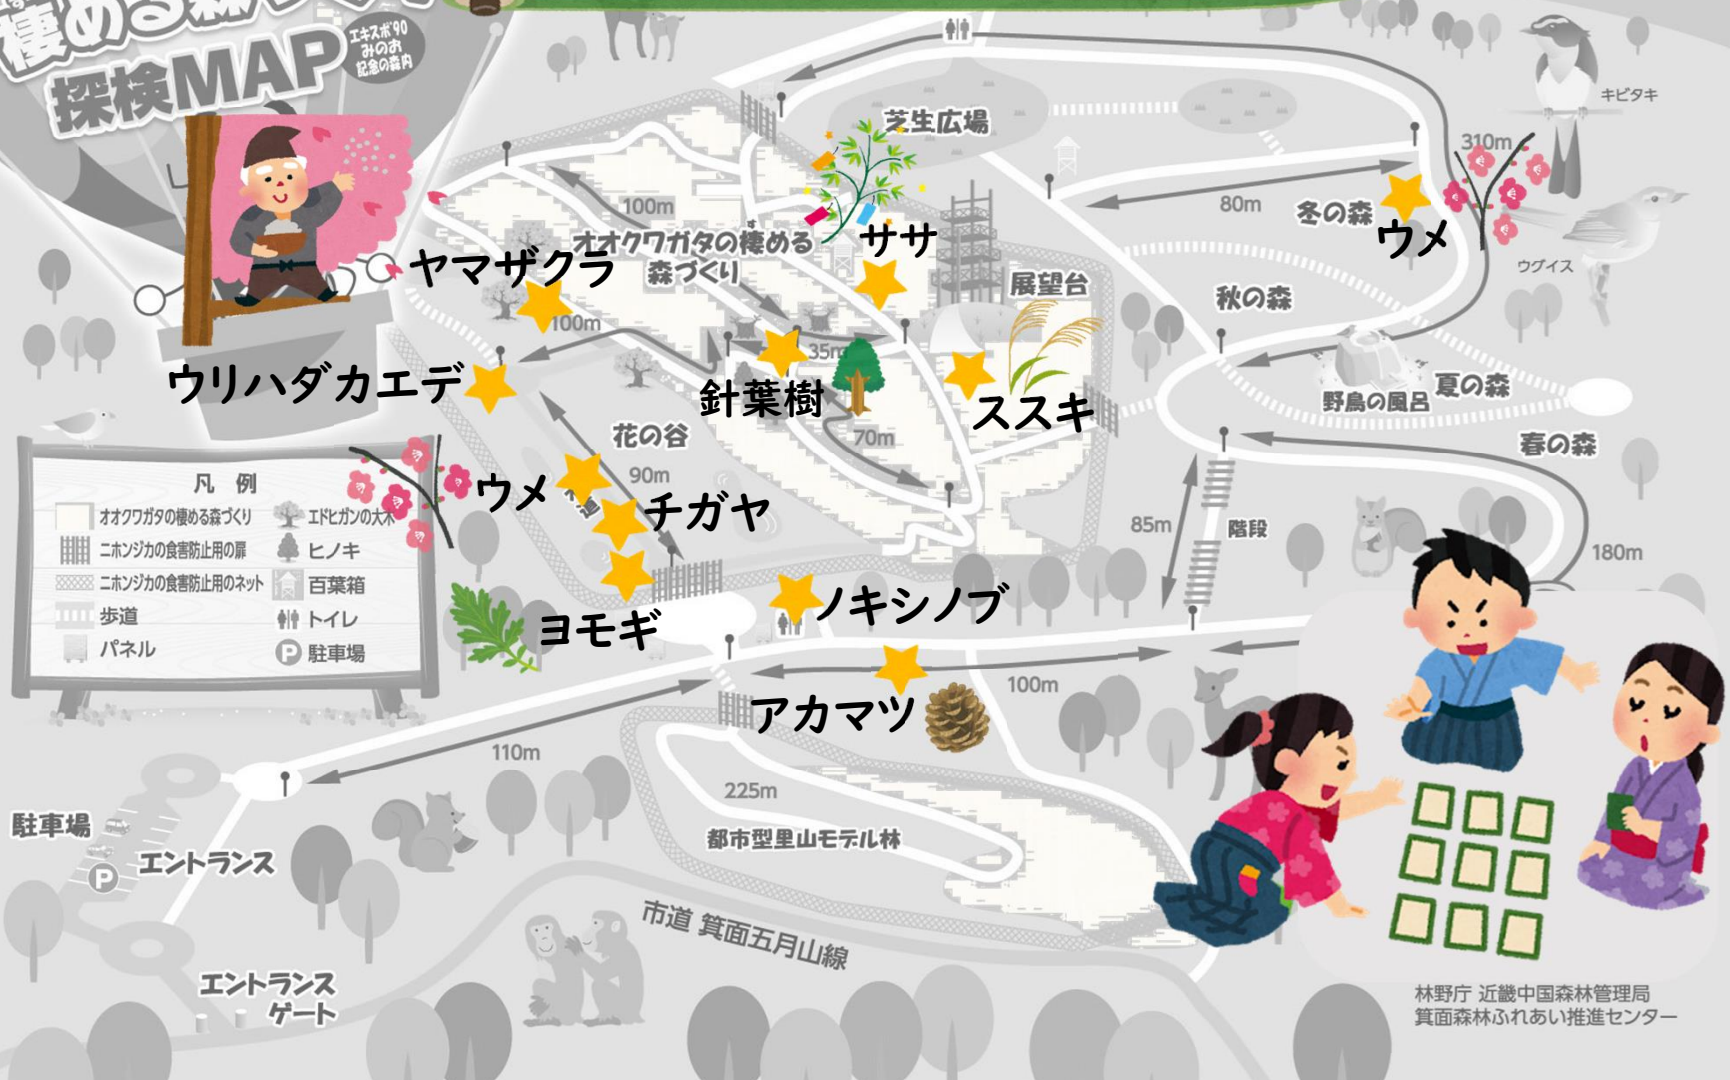 棲める森づくり
探検MAP
エキスポ'90
みのお
記念の森内
キビタキ
芝生広場
310m
100m
80m
冬の森
ウメ
オオクワガタの棲める
す
森づくり
ササ
ヤマザクラ
展望台
ウグイス
秋の森
100m
35m
ウリハダカエデ
針葉樹
ススキ
野鳥の風呂
夏の森
花の谷
70m
春の森
90m
ウメ
チガヤ
85m
階段
180m
凡 例
オオクワガタの棲める森づくり
エドヒガンの大木
ニホンジカの食害防止用の扉
ヒノキ
ニホンジカの食害防止用のネット
百葉箱
歩道
トイレ
パネル
P 駐車場
ヨモギ
ノキシノブ
100m
アカマツ
110m
225m
都市型里山モデル林
駐車場
P
エントランス
市道 箕面五月山線
エントランス
ゲート
林野庁 近畿中国森林管理局
箕面森林ふれあい推進センター